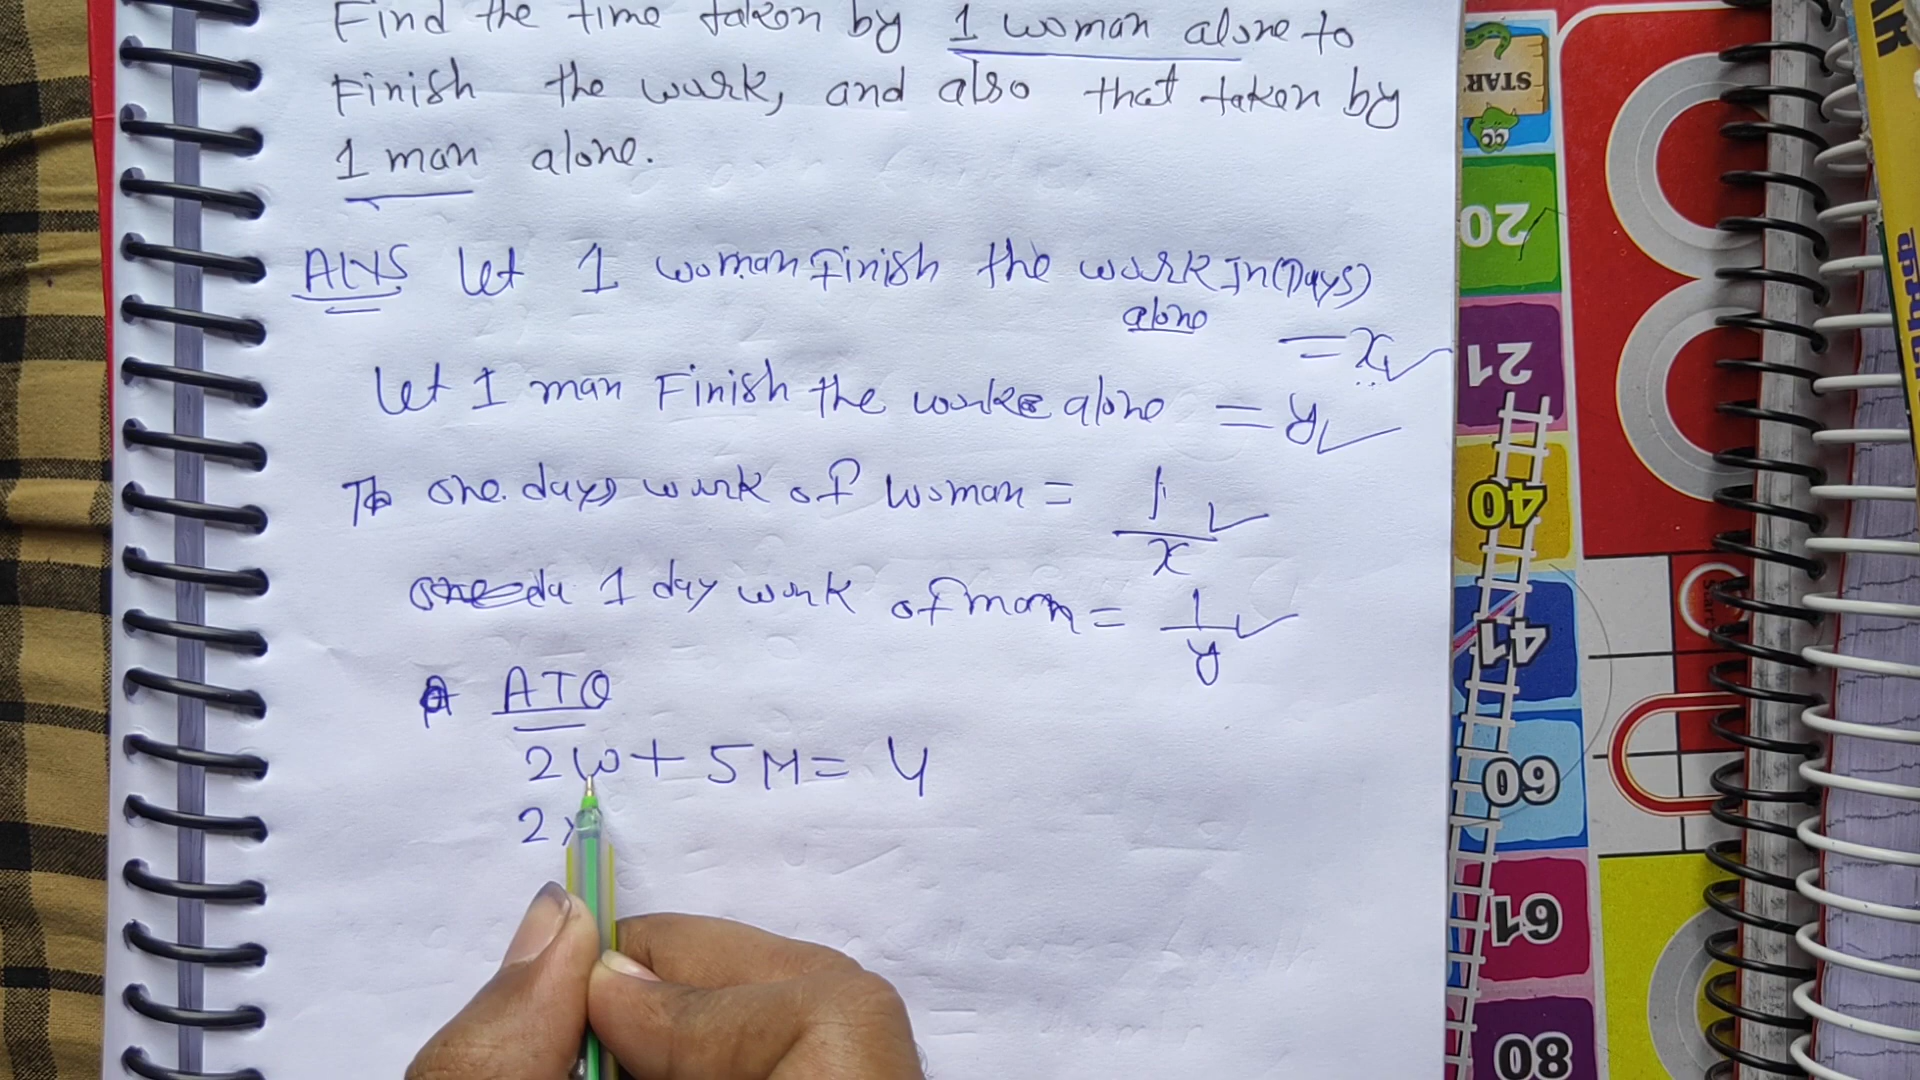 Find the time taken by 1 woman alone to
Finish the work, and also that taken by
1 man alone.
ANS Let 1 woman Finish the work In(Days)
alone
= x
Let 1 man Finish the work alone = y
one days work of woman = 1/x
1 day work of man = 1/y
ATQ
2W + 5M = 4
2x
START
20
21
40
41
60
61
80